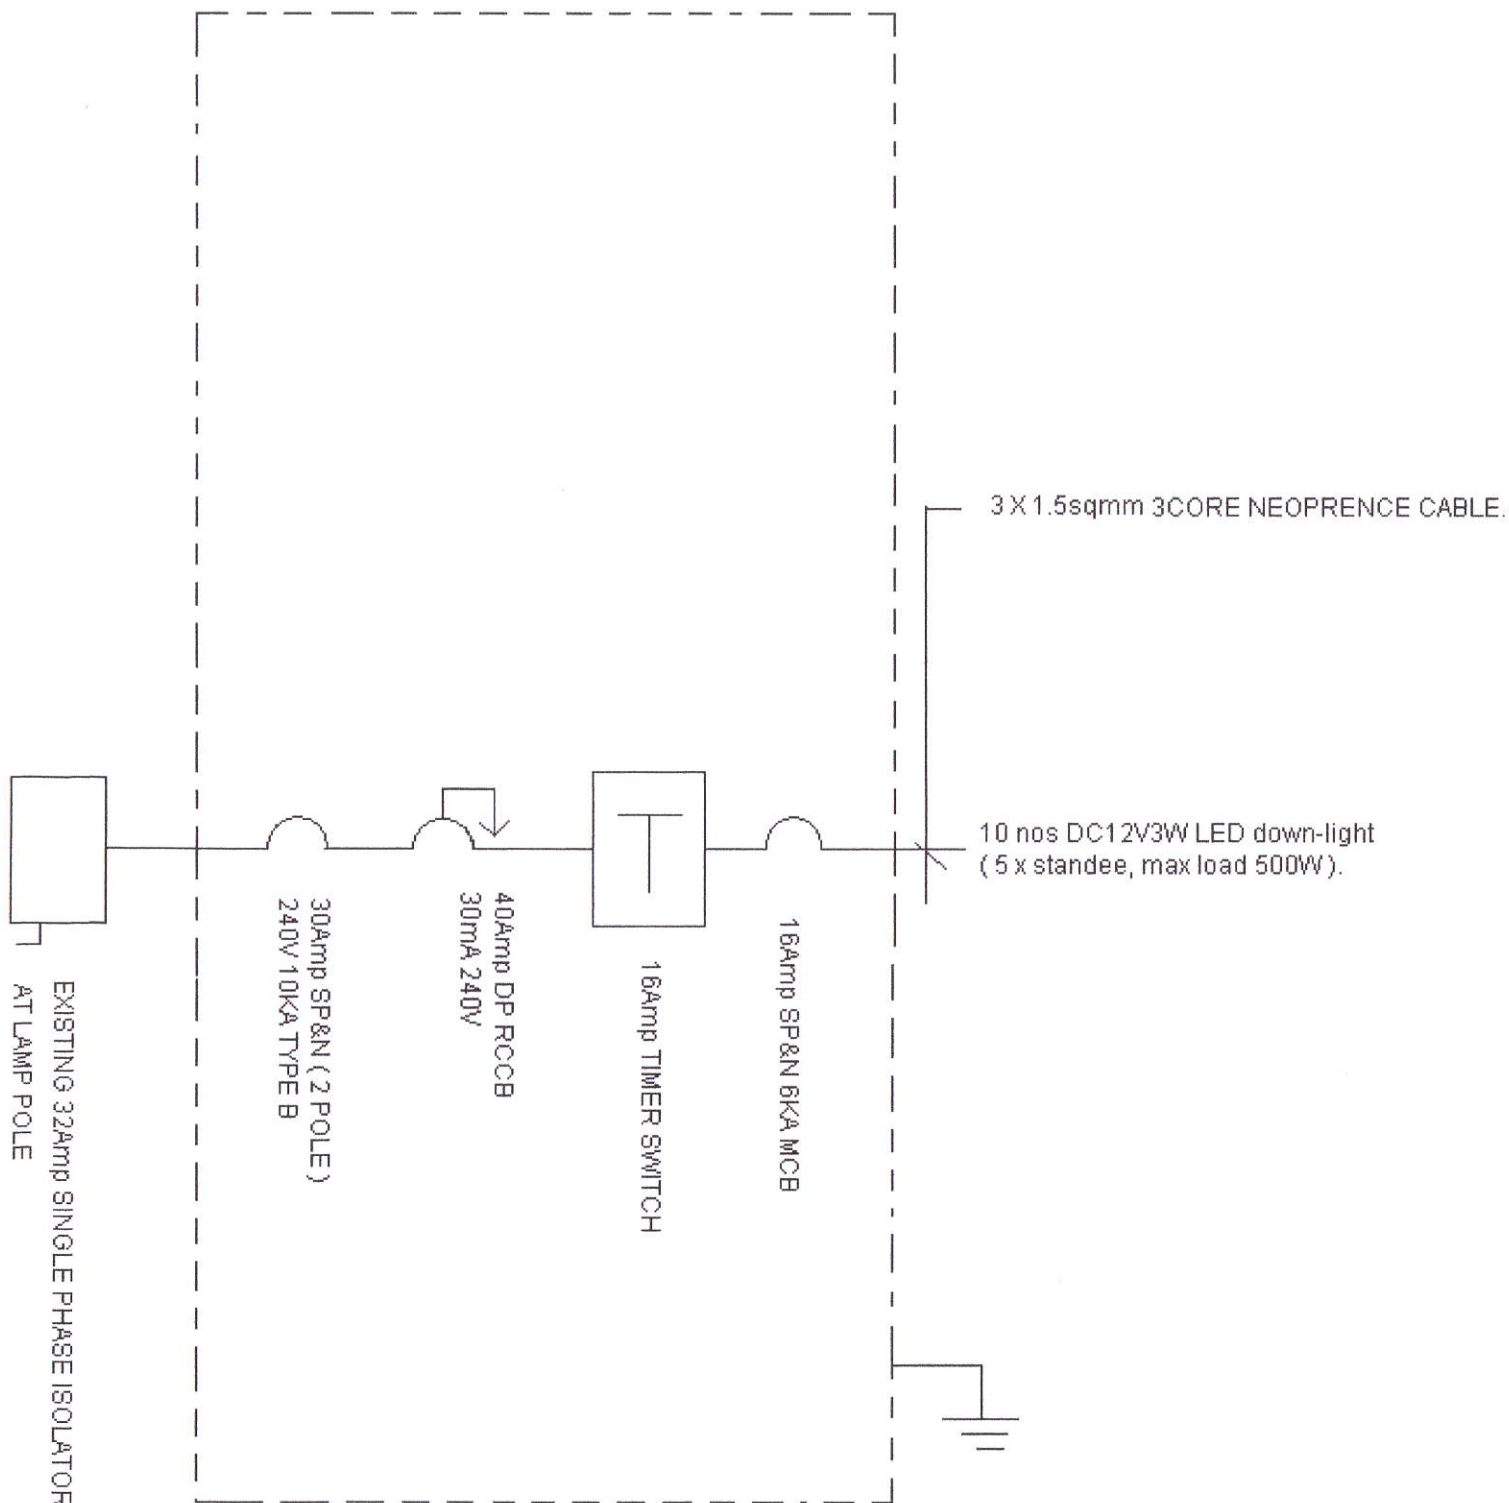 3 X 1.5sqmm 3CORE NEOPRENCE CABLE.
10 nos DC12V3W LED down-light
( 5 x standee, max load 500W ).
EXISTING 32Amp SINGLE PHASE ISOLATOR
AT LAMP POLE
30Amp SP&N ( 2 POLE )
240V 10KA TYPE B
40Amp DP RCCB
30mA 240V
T
16Amp TIMER SWITCH
16Amp SP&N 6KA MCB